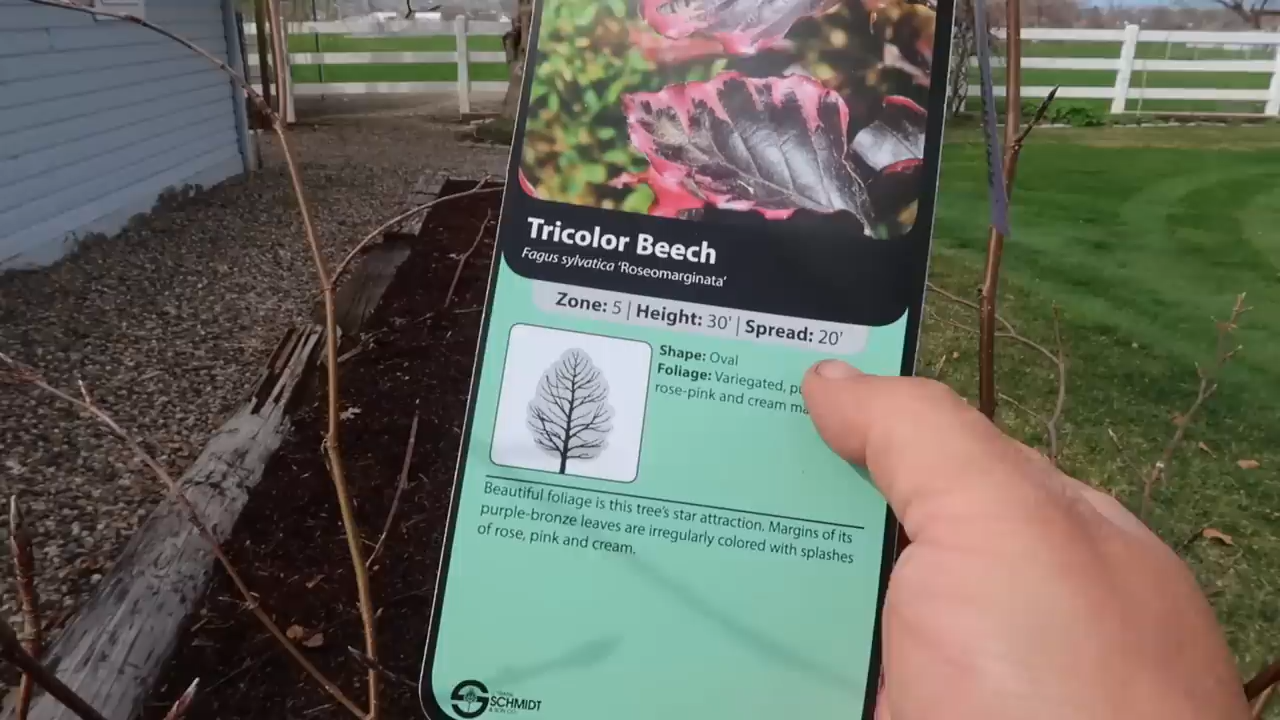 Tricolor Beech
Fagus sylvatica 'Roseomarginata'
Zone: 5 | Height: 30' | Spread: 20'
Shape: Oval
Foliage: Variegated,
rose-pink and cream
Beautiful foliage is this tree's star attraction. Margins of its
purple-bronze leaves are irregularly colored with splashes
of rose, pink and cream.
SCHMIDT
& SON CO.